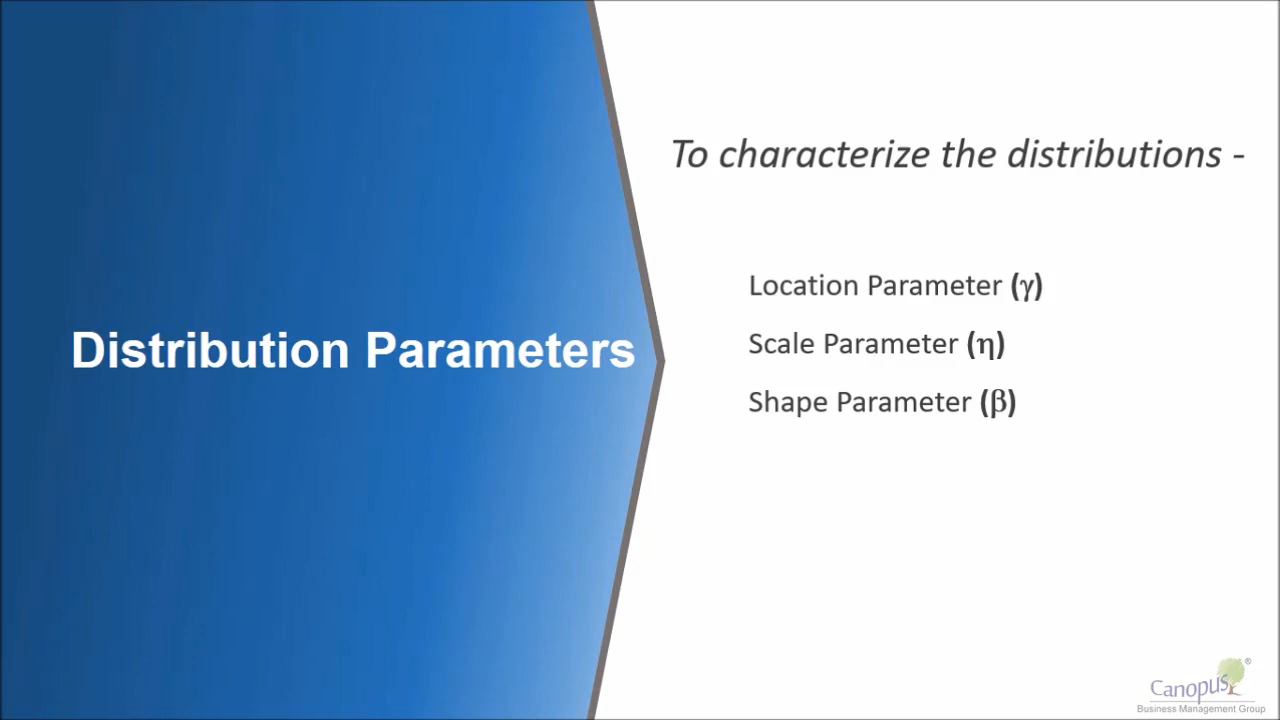 Distribution Parameters
To characterize the distributions -
Location Parameter (γ)
Scale Parameter (η)
Shape Parameter (β)
Canopus®
Business Management Group